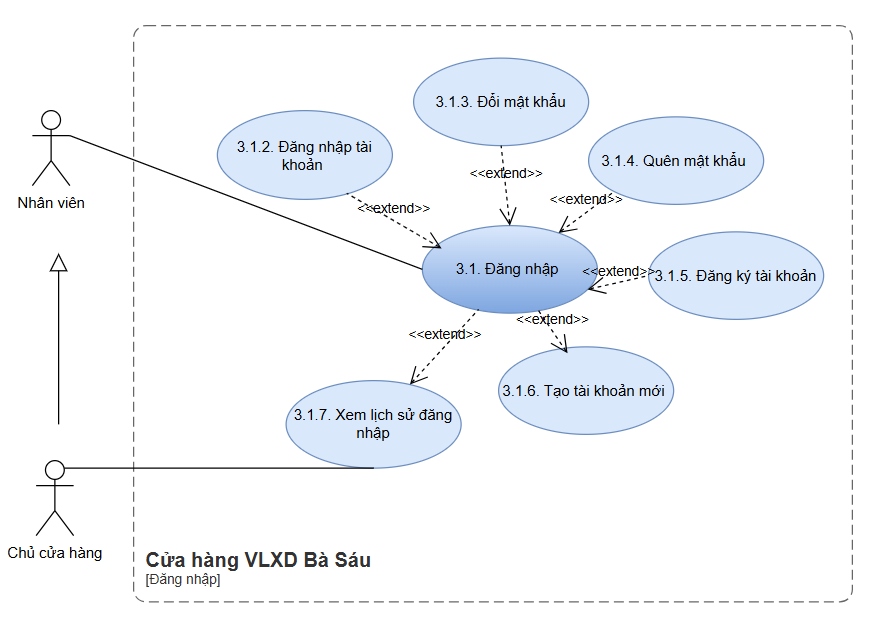 3.1.3. Đổi mật khẩu
3.1.2. Đăng nhập tài
khoản
3.1.4. Quên mật khẩu
<<extend>>
<<extend>>
<<extend>>
Nhân viên
3.1. Đăng nhập
<<extend>>
3.1.5. Đăng ký tài khoản
<<extend>>
<<extend>>
3.1.6. Tạo tài khoản mới
3.1.7. Xem lịch sử đăng
nhập
Chủ cửa hàng
Cửa hàng VLXD Bà Sáu
[Đăng nhập]